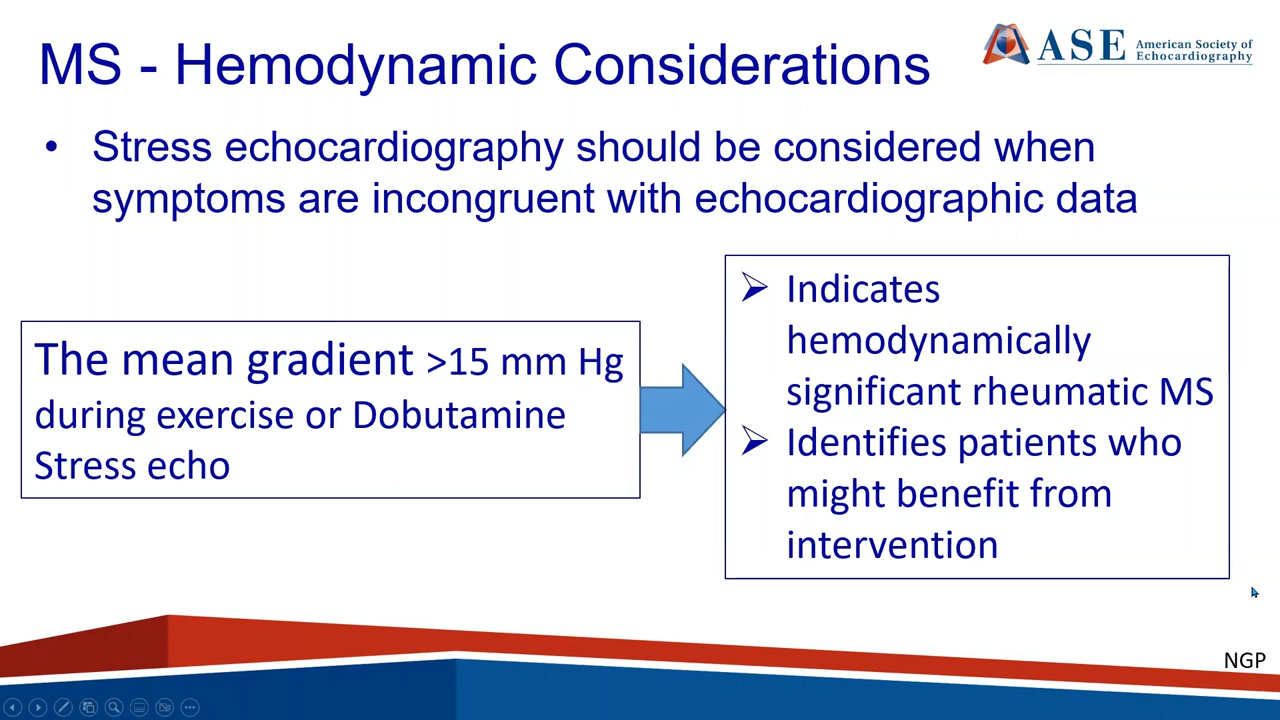 MS - Hemodynamic Considerations
ASE American Society of
Echocardiography
• Stress echocardiography should be considered when
symptoms are incongruent with echocardiographic data
The mean gradient >15 mm Hg
during exercise or Dobutamine
Stress echo
➢ Indicates
hemodynamically
significant rheumatic MS
➢ Identifies patients who
might benefit from
intervention
NGP